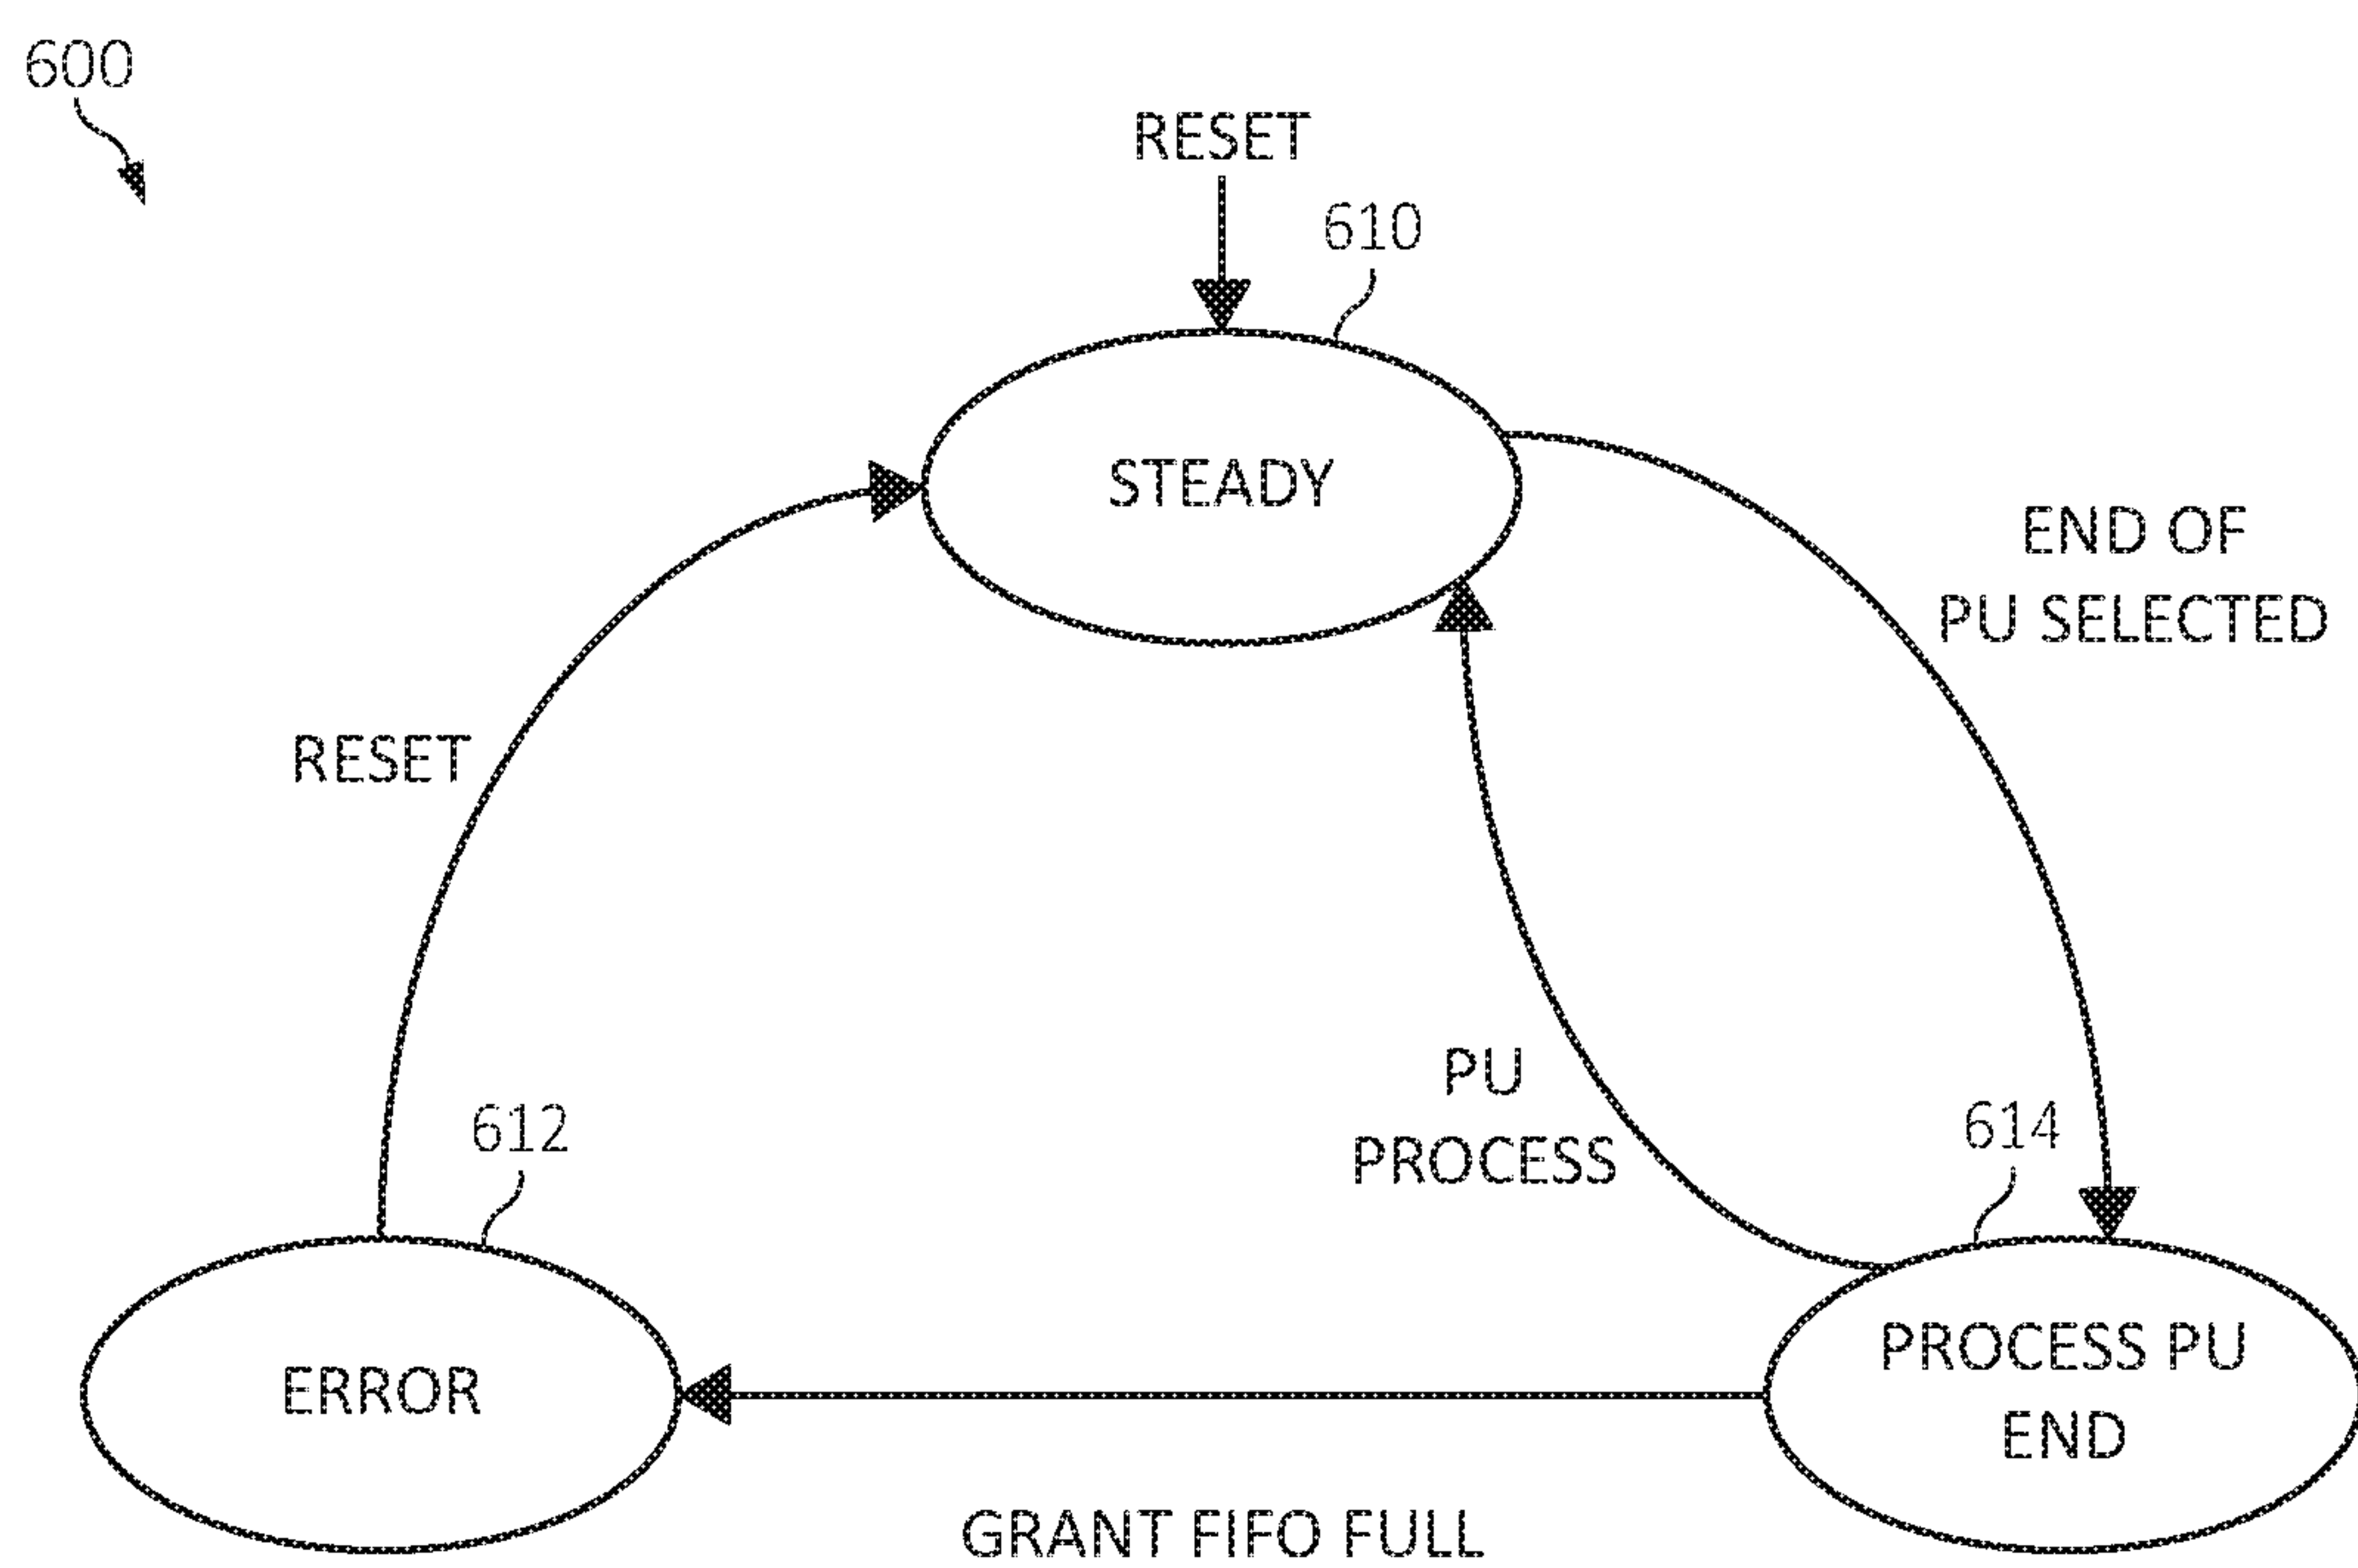 600
RESET
610
STEADY
END OF
PU SELECTED
RESET
PU
PROCESS
612
614
ERROR
PROCESS PU
END
GRANT FIFO FULL